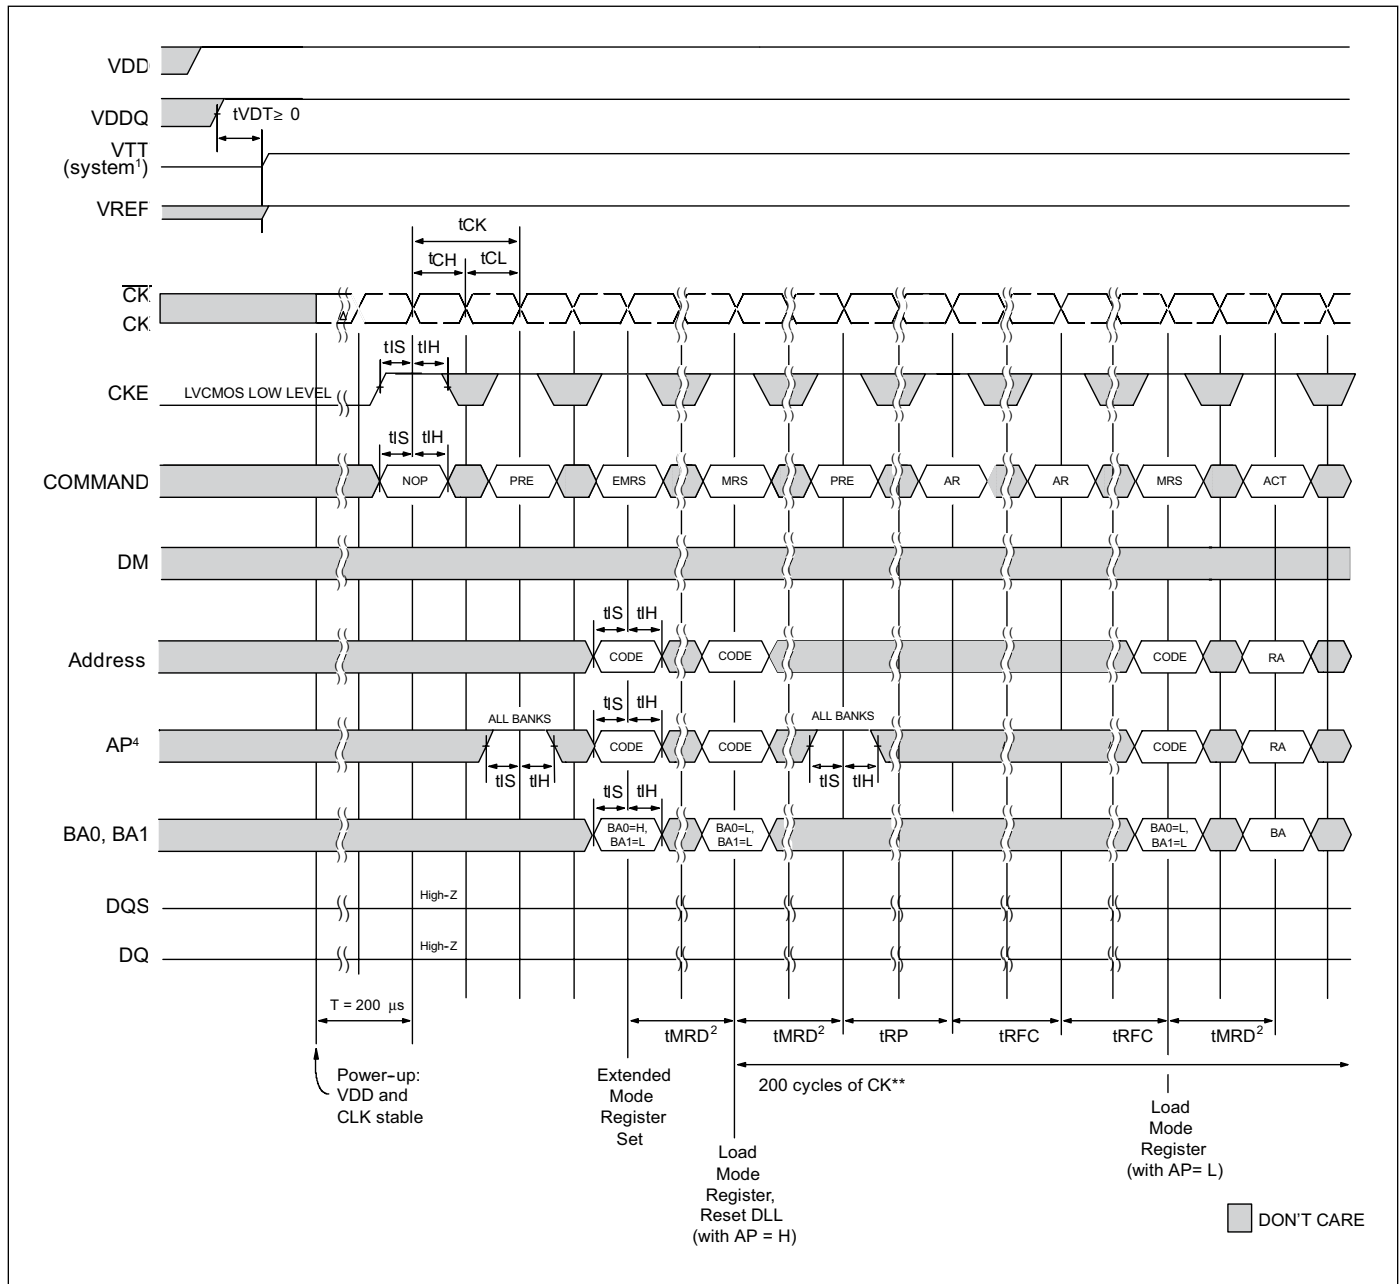 VDD
VDDQ
tVDT≥ 0
VTT
(system¹)
VREF
tCK
tCH
tCL
CK
CK
tIS
tIH
CKE
LVCMOS LOW LEVEL
tIS
tIH
COMMAND
NOP
PRE
EMRS
MRS
PRE
AR
AR
MRS
ACT
DM
tIS
tIH
Address
CODE
CODE
CODE
RA
ALL BANKS
tIS
tIH
ALL BANKS
AP⁴
CODE
CODE
CODE
RA
tIS
tIH
tIS
tIH
tIS
tIH
BA0, BA1
BA0=H,
BA1=L
BA0=L,
BA1=L
BA0=L,
BA1=L
BA
DQS
High-Z
DQ
High-Z
T = 200 µs
tMRD²
tMRD²
tRP
tRFC
tRFC
tMRD²
Power-up:
VDD and
CLK stable
Extended
Mode
Register
Set
200 cycles of CK**
Load
Mode
Register,
Reset DLL
(with AP = H)
Load
Mode
Register
(with AP= L)
DON'T CARE